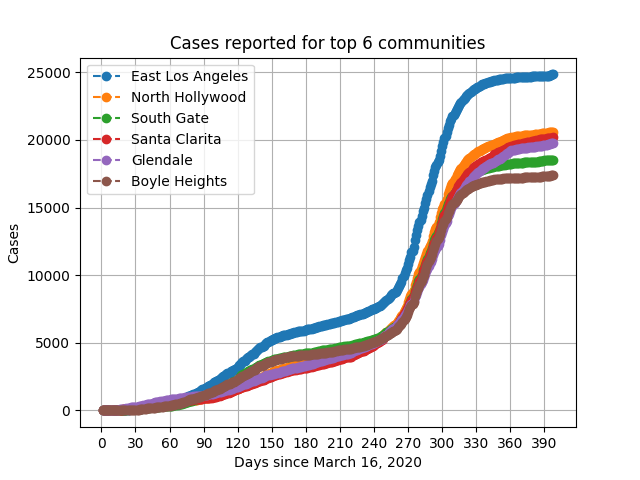 Cases reported for top 6 communities
East Los Angeles
North Hollywood
South Gate
Santa Clarita
Glendale
Boyle Heights
25000
20000
15000
10000
5000
0
Cases
0 30 60 90 120 150 180 210 240 270 300 330 360 390
Days since March 16, 2020